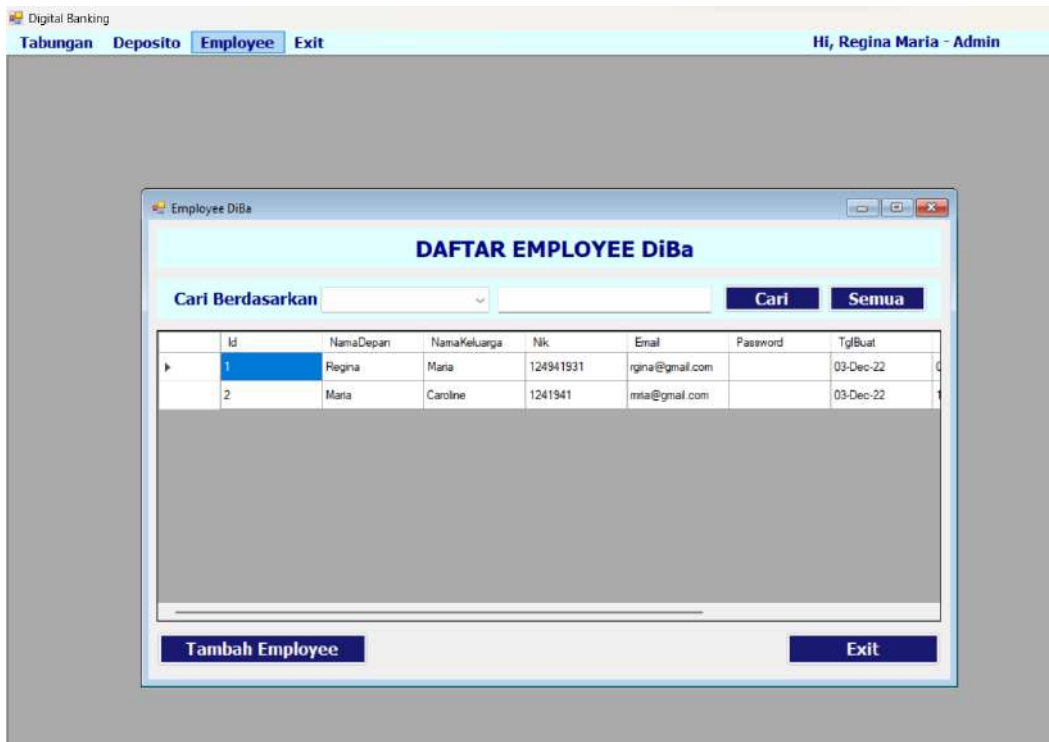 Digital Banking
Tabungan Deposito Employee Exit Hi, Regina Maria - Admin
Employee DiBa
DAFTAR EMPLOYEE DiBa
Cari Berdasarkan Cari Semua
Id NamaDepan NamaKeluarga Nik Email Password TglBuat
1 Regina Maria 124941931 rgina@gmail.com 03-Dec-22
2 Maria Caroline 1241941 mria@gmail.com 03-Dec-22
Tambah Employee Exit